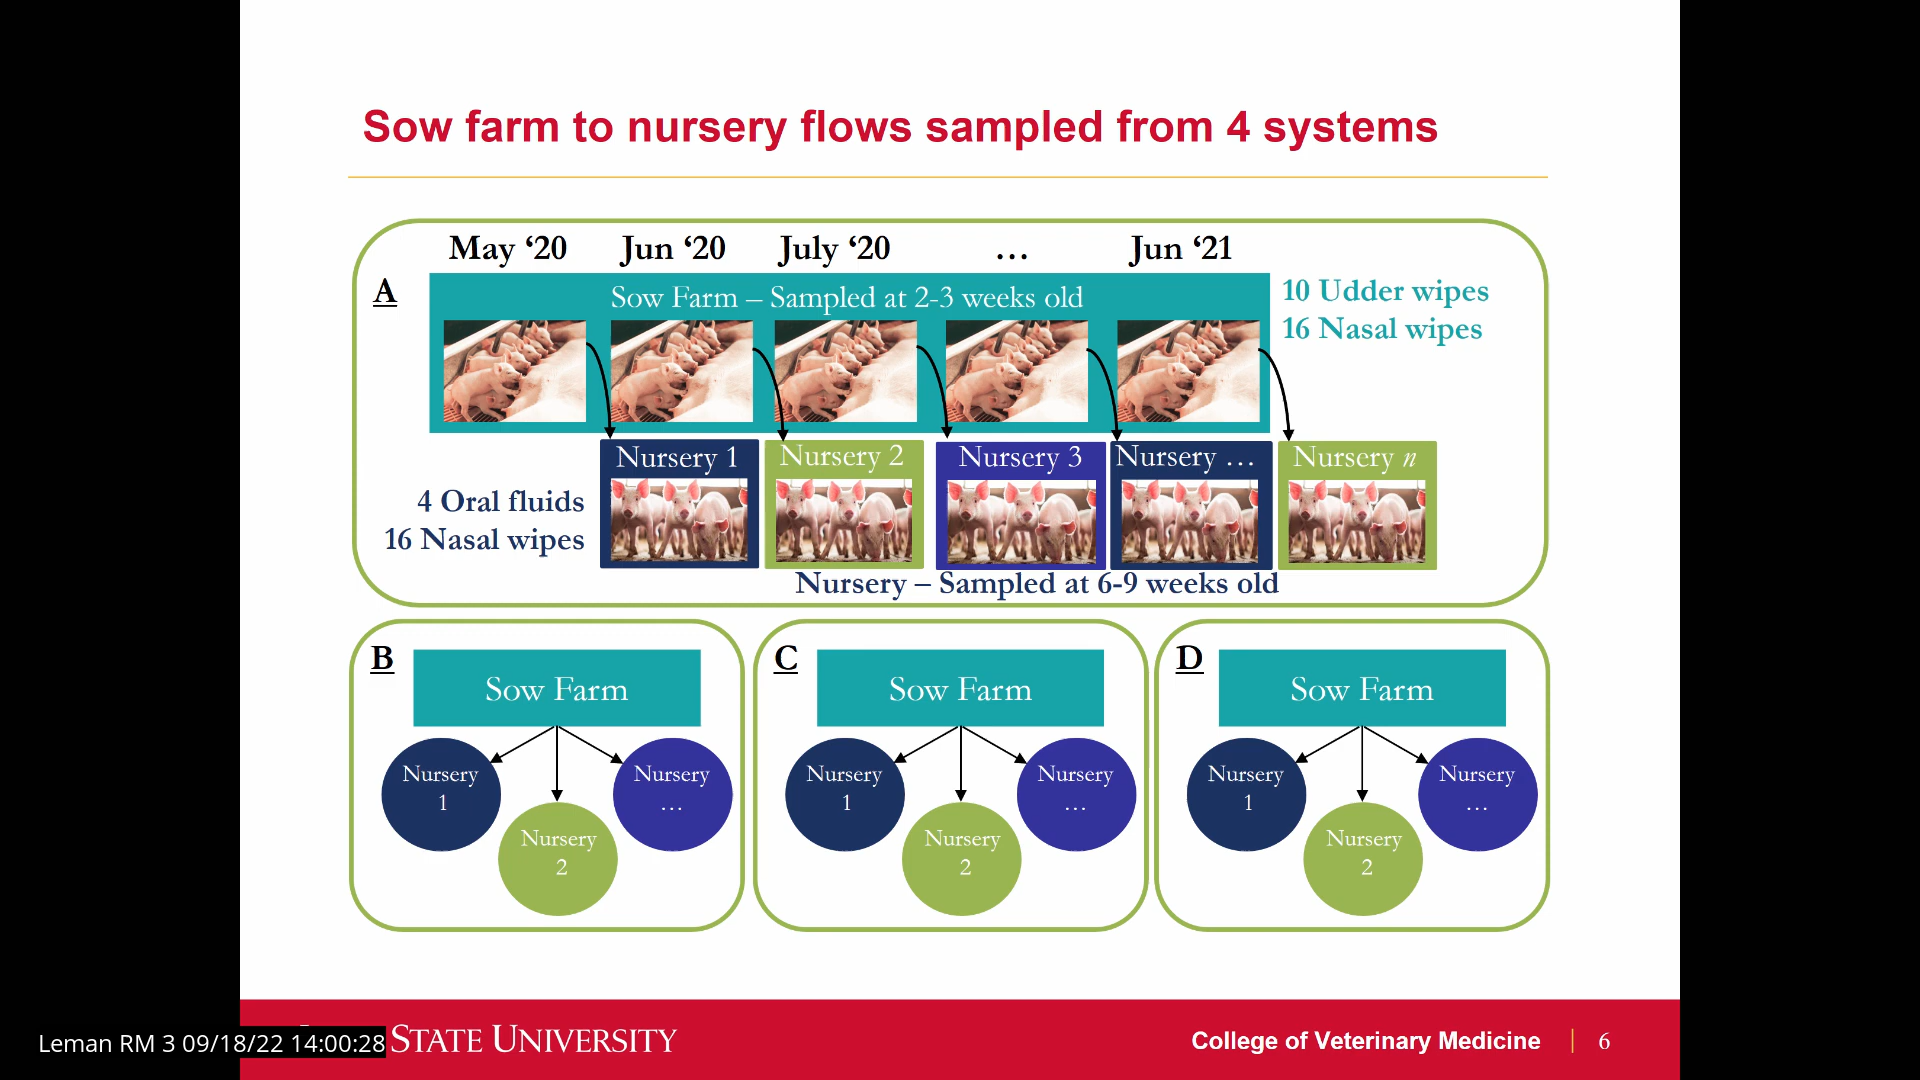 Sow farm to nursery flows sampled from 4 systems
May ‘20
Jun ‘20
July ‘20
…
Jun ‘21
A
Sow Farm – Sampled at 2-3 weeks old
10 Udder wipes
16 Nasal wipes
Nursery 1
Nursery 2
Nursery 3
Nursery …
Nursery n
4 Oral fluids
16 Nasal wipes
Nursery – Sampled at 6-9 weeks old
B
Sow Farm
Nursery
1
Nursery
2
Nursery
…
C
Sow Farm
Nursery
1
Nursery
2
Nursery
…
D
Sow Farm
Nursery
1
Nursery
2
Nursery
…
Leman RM 3 09/18/22 14:00:28
STATE UNIVERSITY
College of Veterinary Medicine
6